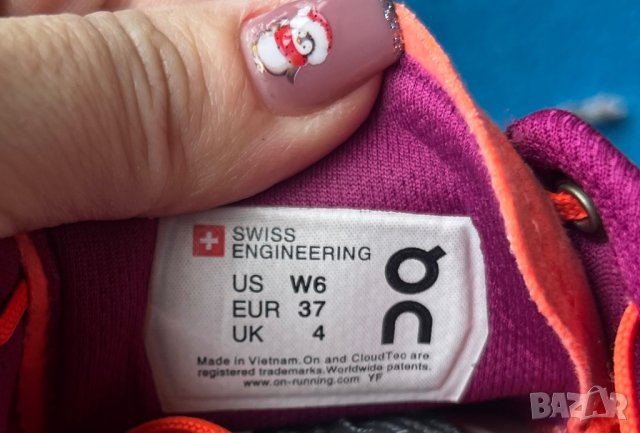 SWISS
ENGINEERING
US W6
EUR 37
UK 4
On
Made in Vietnam. On and CloudTec are
registered trademarks. Worldwide patents.
www.on-running.com YF
BAZAR